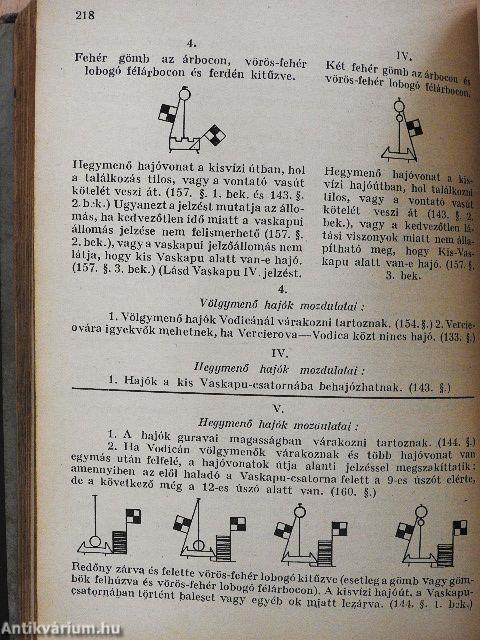 218
4.
Fehér gömb az árbocon, vörös-fehér
lobogó félárbocon és ferdén kitűzve.
Hegymenő hajóvonat a kisvízi útban, hol
a találkozás tilos, vagy a vontató vasút
kötelét veszi át. (157. §. 1. bek. és 143. §.
2. bek.) Ugyanezt a jelzést mutatja az állo-
más, ha kedvezőtlen idő miatt a vaskapui
állomás jelzése nem felismerhető (157. §.
2. bek.), vagy a vaskapui jelzőállomás nem
látja, hogy kis Vaskapu alatt van-e hajó.
(157. §. 3. bek.) (Lásd Vaskapu IV. jelzést.
IV.
Két fehér gömb az árbocon és
vörös-fehér lobogó félárbocon.
Hegymenő hajóvonat a kis-
vízi hajóútban, hol találkozni
tilos, vagy a vontató vasút
kötelét veszi át (143. §. 2.
bek.), vagy a kedvezőtlen lá-
tási viszonyok miatt nem álla-
pítható meg, hogy Kis-Vas-
kapu alatt van-e hajó. (157. §.
3. bek.
4.
Völgymenő hajók mozdulatai :
1. Völgymenő hajók Vodicánál várakozni tartoznak. (154. §.) 2. Vercie-
rovára igyekvők mehetnek, ha Vercierova—Vodica közt nincs hajó. (133. §.)
IV.
Hegymenő hajók mozdulatai :
1. Hajók a kis Vaskapu-csatornába behajózhatnak. (143. §.)
V.
Hegymenő hajók mozdulatai :
1. A hajók guravai magasságban várakozni tartoznak. (144. §.)
2. Ha Vodicán völgymenők várakoznak és több hajóvonat van
egymás után felfelé, a hajóvonatok útja alanti jelzéssel megszakíttatik :
amennyiben az elől haladó a Vaskapu-csatorna felett a 9-es úszót elérte,
de a következő még a 12-es úszó alatt van. (160. §.)
Redőny zárva és felette vörös-fehér lobogó kitűzve (esetleg a gömb vagy göm-
bök felhúzva és vörös-fehér lobogó félárbocon). A kisvízi hajóút, a Vaskapu-
csatornában történt baleset vagy egyéb ok miatt lezárva. (144. §. 1. bek.)
Antikvárium.hu